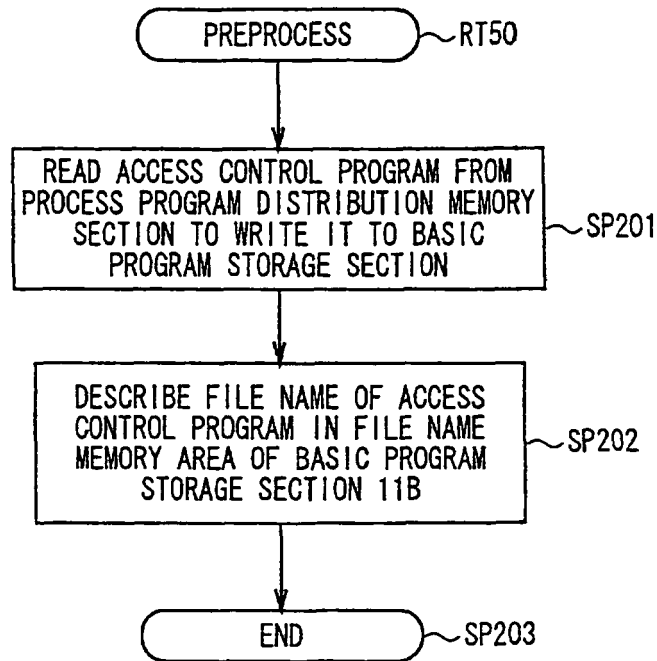 PREPROCESS
RT50
READ ACCESS CONTROL PROGRAM FROM
PROCESS PROGRAM DISTRIBUTION MEMORY
SECTION TO WRITE IT TO BASIC
PROGRAM STORAGE SECTION
SP201
DESCRIBE FILE NAME OF ACCESS
CONTROL PROGRAM IN FILE NAME
MEMORY AREA OF BASIC PROGRAM
STORAGE SECTION 11B
SP202
END
SP203